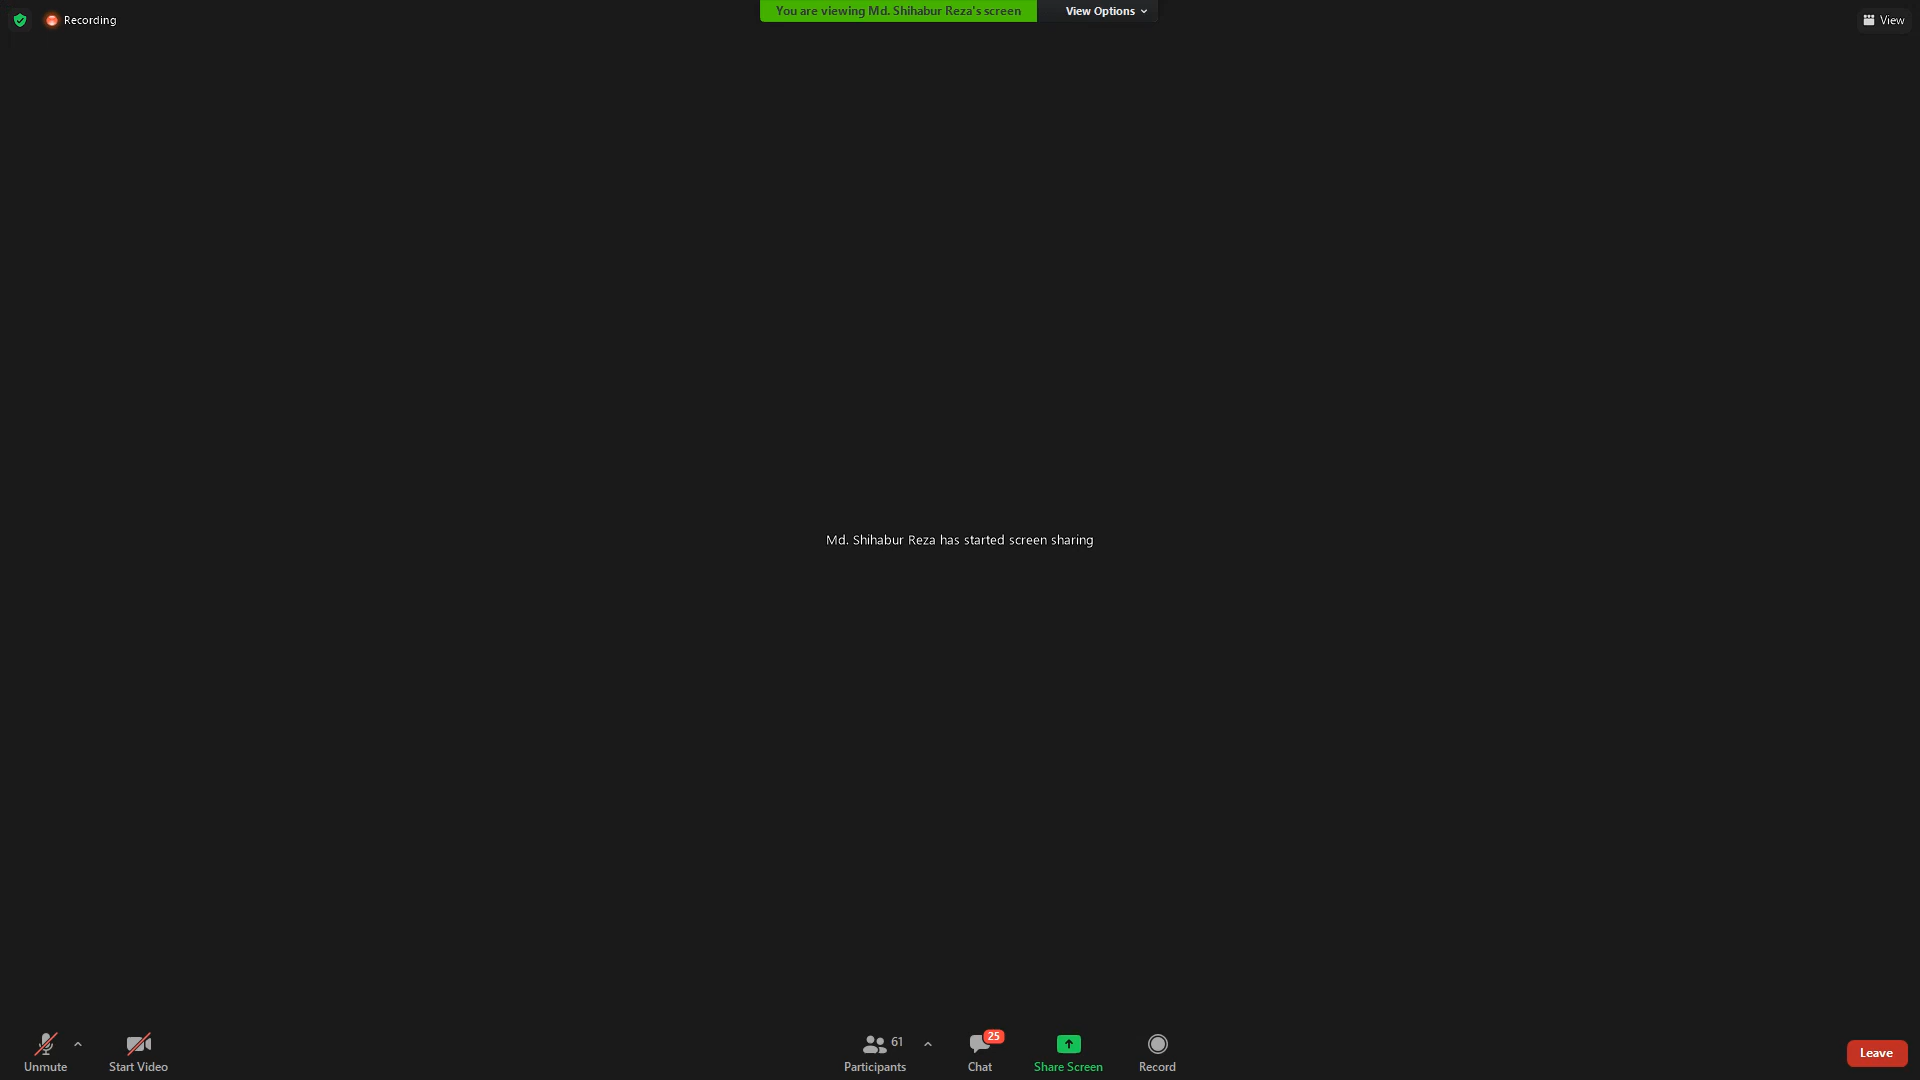 Recording
You are viewing Md. Shihabur Reza's screen
View Options
View
Md. Shihabur Reza has started screen sharing
Unmute
Start Video
61
Participants
25
Chat
Share Screen
Record
Leave